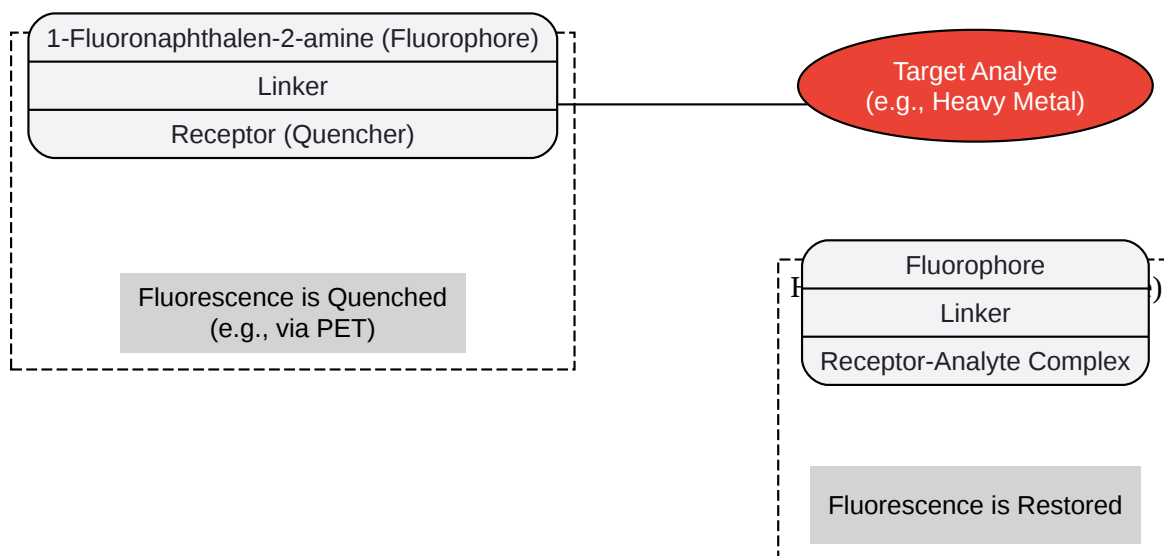 1-Fluoronaphthalen-2-amine (Fluorophore)
Linker
Receptor (Quencher)
Target Analyte
(e.g., Heavy Metal)
Fluorescence is Quenched
(e.g., via PET)
Fluorophore
Linker
Receptor-Analyte Complex
Fluorescence is Restored